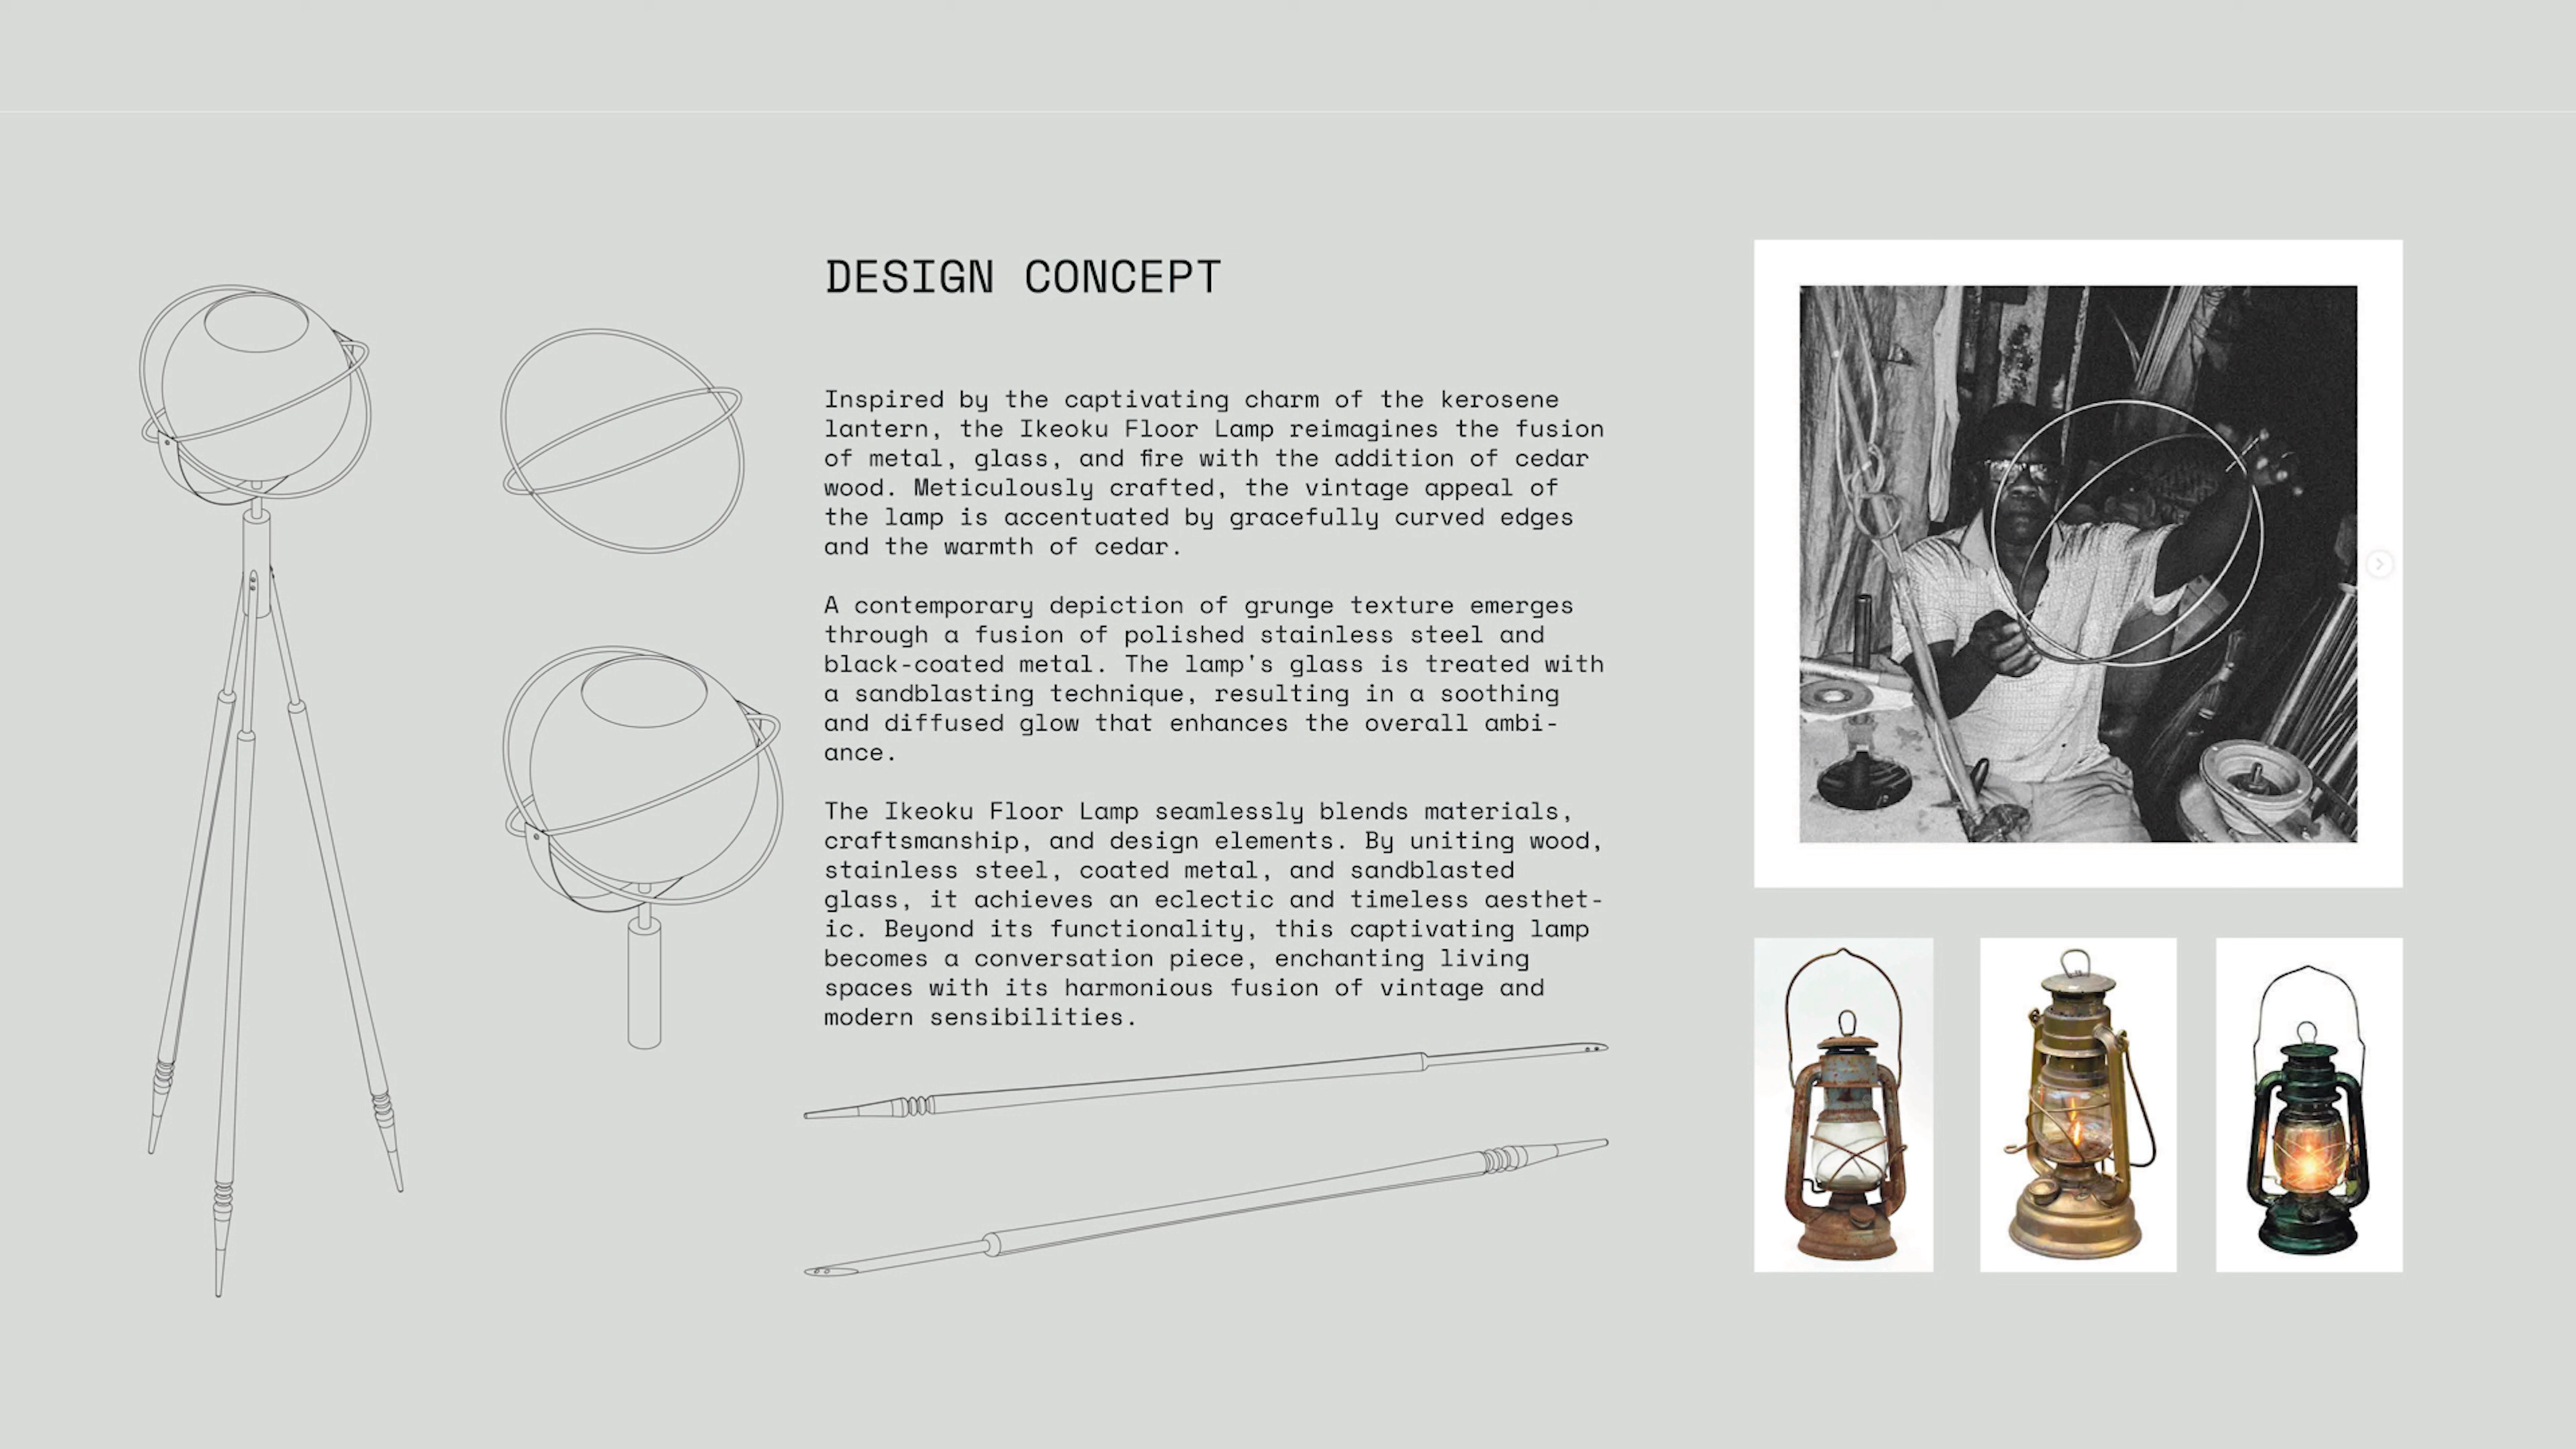 DESIGN CONCEPT
Inspired by the captivating charm of the kerosene
lantern, the Ikeoku Floor Lamp reimagines the fusion
of metal, glass, and fire with the addition of cedar
wood. Meticulously crafted, the vintage appeal of
the lamp is accentuated by gracefully curved edges
and the warmth of cedar.
A contemporary depiction of grunge texture emerges
through a fusion of polished stainless steel and
black-coated metal. The lamp's glass is treated with
a sandblasting technique, resulting in a soothing
and diffused glow that enhances the overall ambi-
ance.
The Ikeoku Floor Lamp seamlessly blends materials,
craftsmanship, and design elements. By uniting wood,
stainless steel, coated metal, and sandblasted
glass, it achieves an eclectic and timeless aesthet-
ic. Beyond its functionality, this captivating lamp
becomes a conversation piece, enchanting living
spaces with its harmonious fusion of vintage and
modern sensibilities.